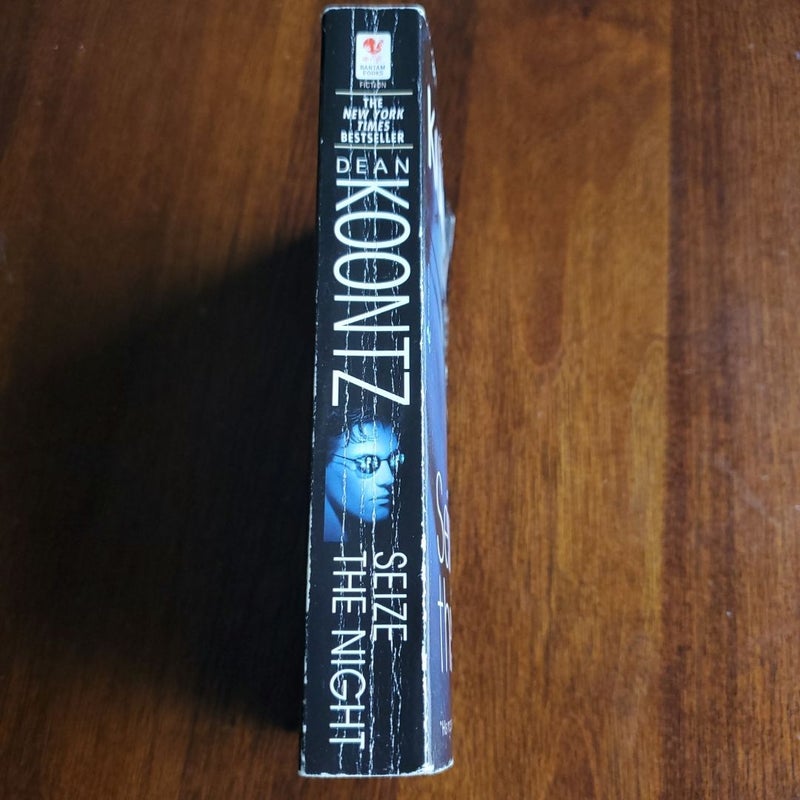 BANTAM
BOOKS
FICTION
THE
NEW YORK
TIMES
BESTSELLER
DEAN
KOONTZ
SEIZE
THE NIGHT